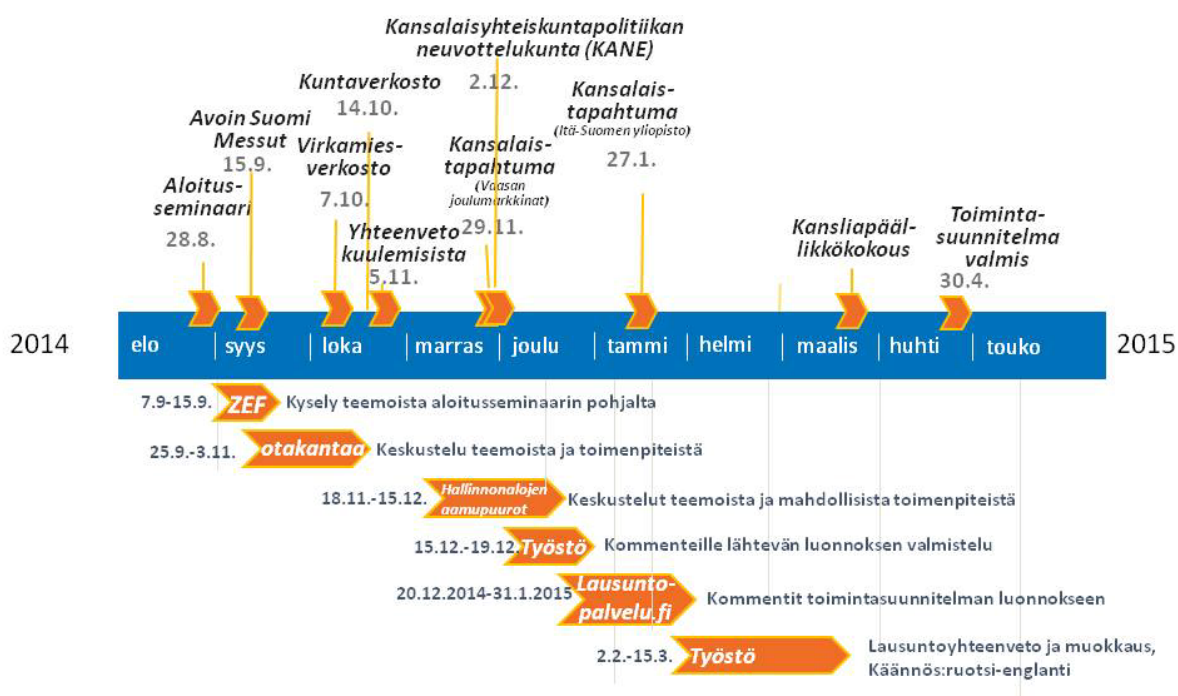 Kansalaisyhteiskuntapolitiikan
neuvottelukunta (KANE)
2.12.
Kuntaverkosto
14.10.
Kansalais-
tapahtuma
(Itä-Suomen yliopisto)
27.1.
Avoin Suomi
Messut
15.9.
Virkamies-
verkosto
7.10.
Kansalais-
tapahtuma
(Vaasan
joulumarkkinat)
29.11.
Aloitus-
seminaari
28.8.
Yhteenveto
kuulemisista
5.11.
Kansliapääl-
likkökokous
Toiminta-
suunnitelma
valmis
30.4.
2014
elo
syys
loka
marras
joulu
tammi
helmi
maalis
huhti
touko
2015
7.9-15.9.
ZEF
Kysely teemoista aloitusseminaarin pohjalta
25.9.-3.11.
otakantaa
Keskustelu teemoista ja toimenpiteistä
18.11.-15.12.
Hallinnonalojen
aamupuurot
Keskustelut teemoista ja mahdollisista toimenpiteistä
15.12.-19.12.
Työstö
Kommenteille lähtevän luonnoksen valmistelu
20.12.2014-31.1.2015
Lausunto-
palvelu.fi
Kommentit toimintasuunnitelman luonnokseen
2.2.-15.3.
Työstö
Lausuntoyhteenveto ja muokkaus,
Käännös:ruotsi-englanti